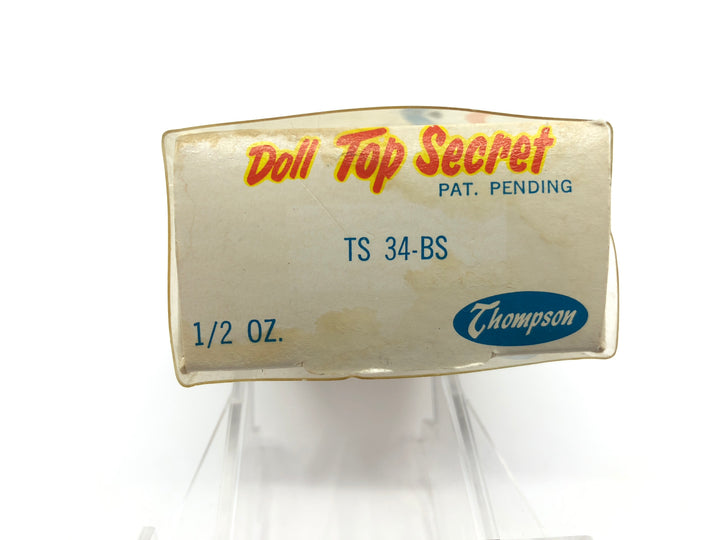 Doll Top Secret
PAT. PENDING
TS 34-BS
1/2 OZ.
Thompson